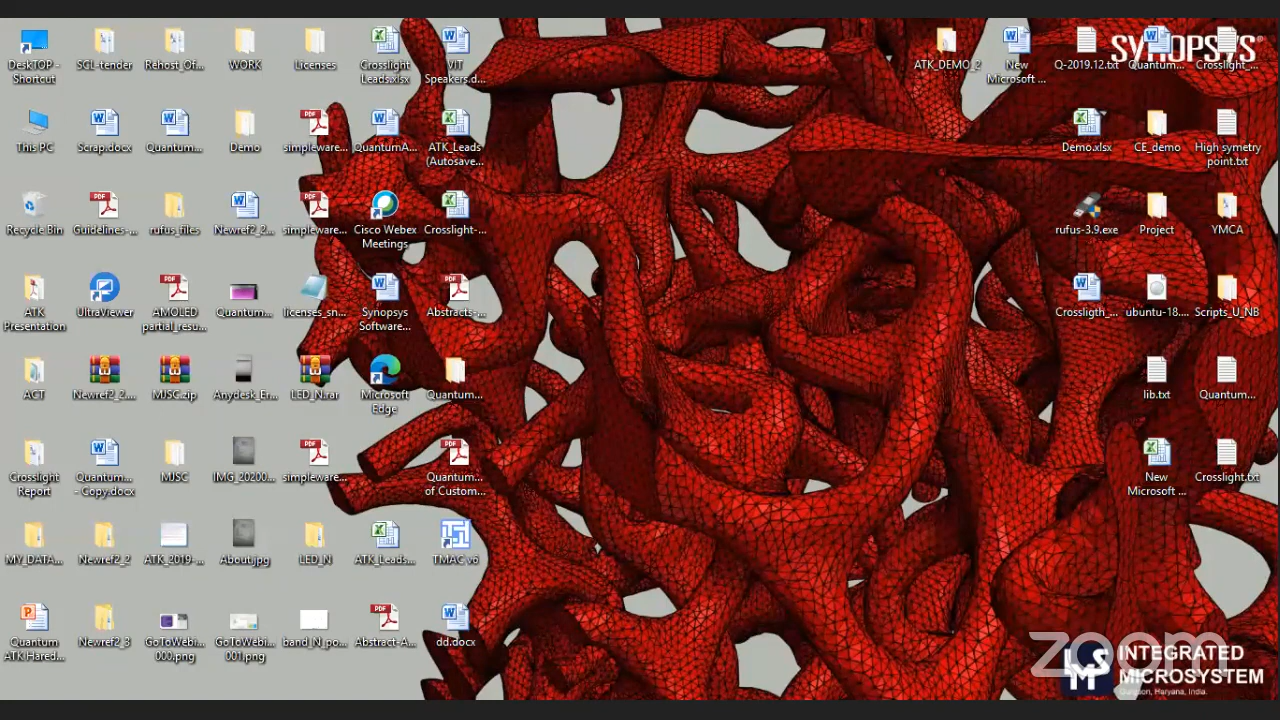 DeskTOP -
Shortcut
SCL-tender
Rehost_Of...
WORK
Licenses
Crosslight
Leads.xlsx
VIT
Speakers.d...
ATK_DEMO_2
New
Microsoft ...
Q-2019.12.txt
Quantum...
Crosslight_...
SYNOPSYS®
This PC
Scrap.docx
Quantum...
Demo
simpleware...
QuantumA...
ATK_Leads
(Autosave...
Demo.xlsx
CE_demo
High symetry
point.txt
Recycle Bin
Guidelines-...
rufus_files
Newref2_2...
simpleware...
Cisco Webex
Meetings
Crosslight-...
rufus-3.9.exe
Project
YMCA
ATK
Presentation
UltraViewer
AMOLED
partial_resu...
Quantum...
licenses_sn...
Synopsys
Software...
Abstracts-...
Crossligth_...
ubuntu-18....
Scripts_U_NB
ACT
Newref2_2....
MJSC.zip
Anydesk_Er...
LED_N.rar
Microsoft
Edge
Quantum...
lib.txt
Quantum...
Crosslight
Report
Quantum...
- Copy.docx
MJSC
IMG_20200...
simpleware...
Quantum...
of Custom...
New
Microsoft ...
Crosslight.txt
MY_DATA...
Newref2_2
ATK_2019-...
About.jpg
LED_N
ATK_Leads...
TMAC v6
Quantum
ATK Hared...
Newref2_3
GoToWebi...
000.png
GoToWebi...
001.png
band_N_po...
Abstract-A...
dd.docx
zoom
INTEGRATED
MICROSYSTEM
Gurgaon, Haryana, India.